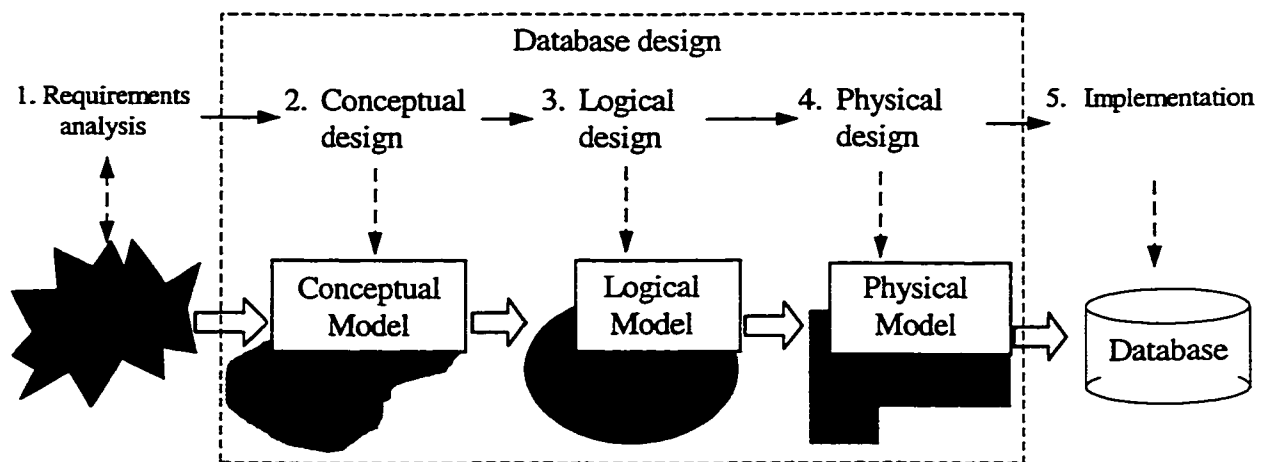 Database design
1. Requirements
analysis
2. Conceptual
design
3. Logical
design
4. Physical
design
5. Implementation
Conceptual
Model
Logical
Model
Physical
Model
Database